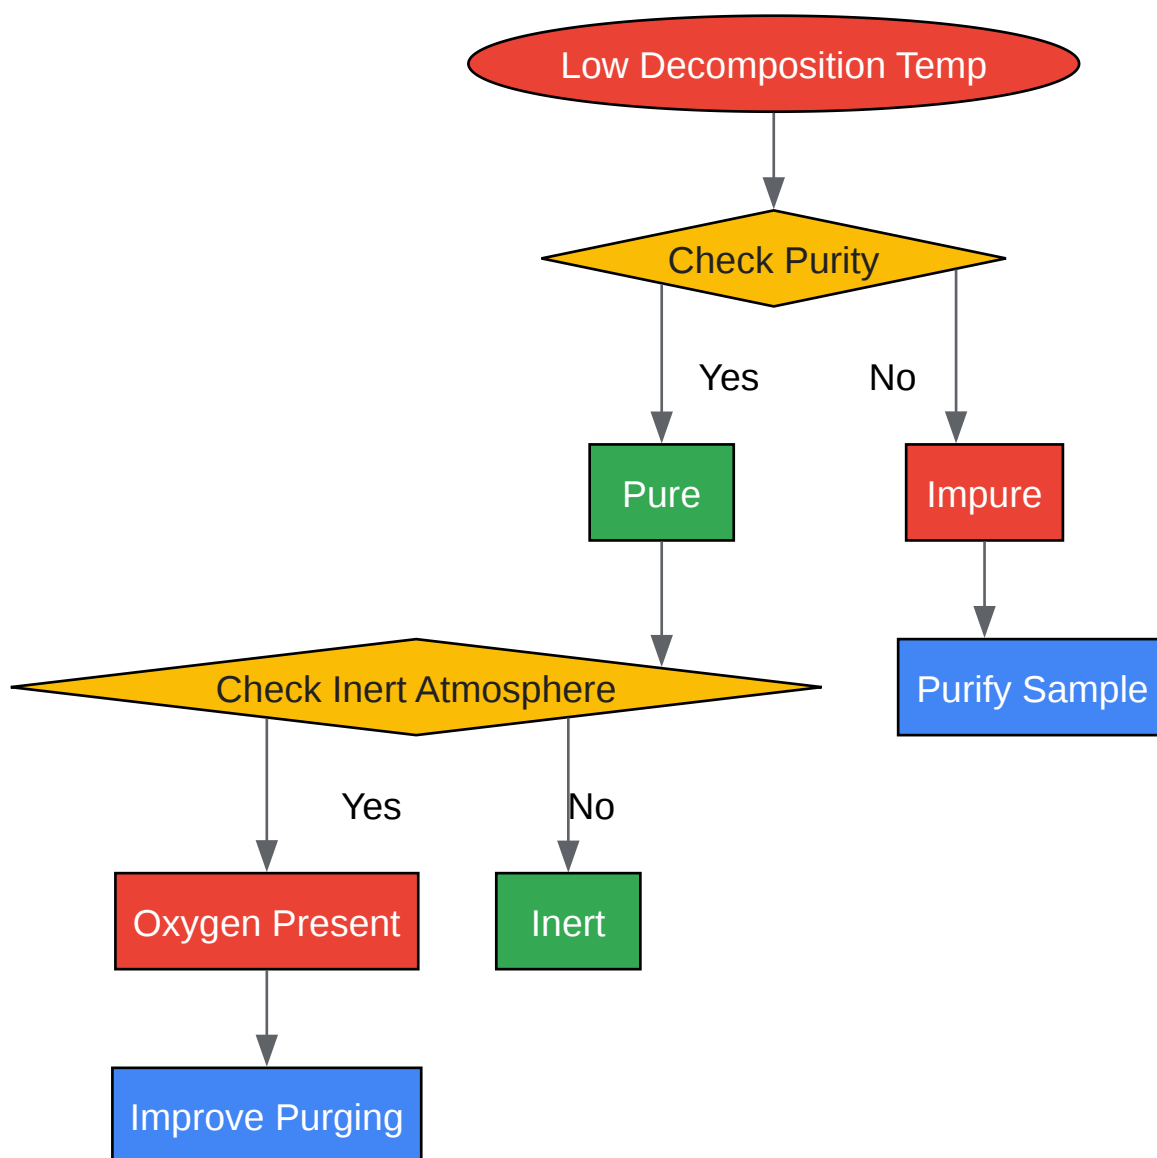 Low Decomposition Temp
Check Purity
Yes
No
Pure
Impure
Check Inert Atmosphere
Purify Sample
Yes
No
Oxygen Present
Inert
Improve Purging